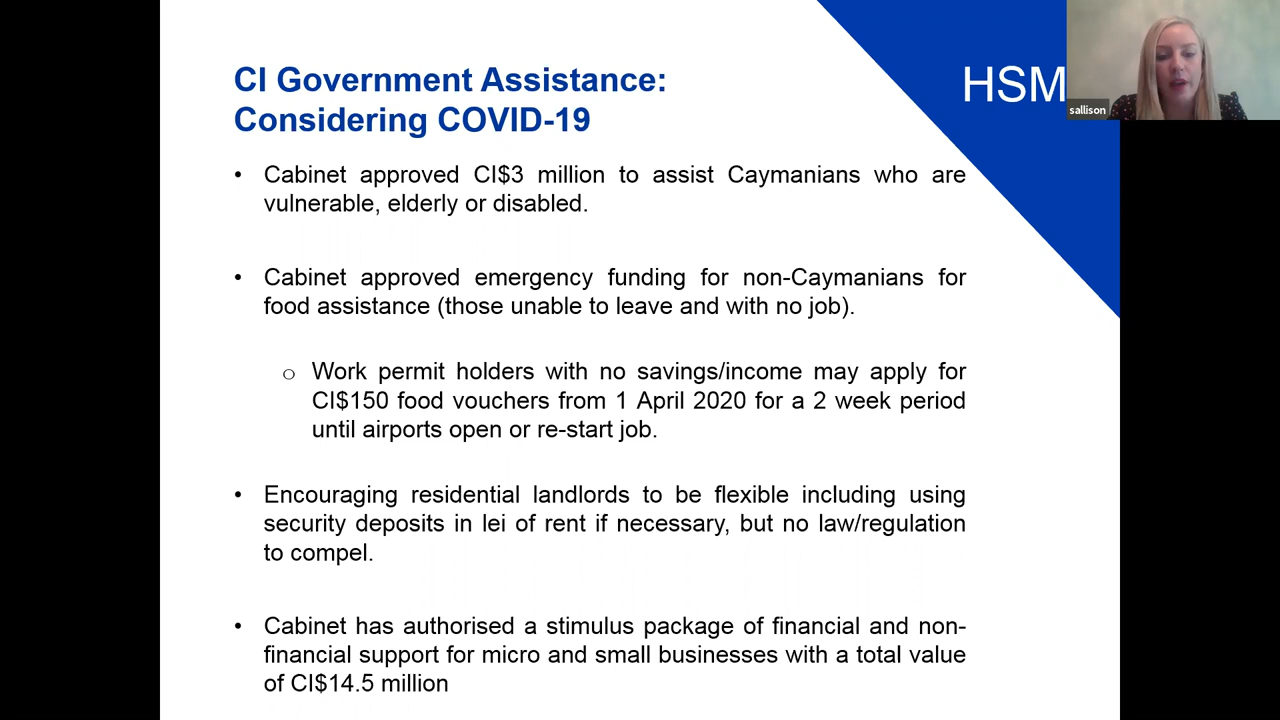 CI Government Assistance:
Considering COVID-19
HSM
sallison
• Cabinet approved CI$3 million to assist Caymanians who are
vulnerable, elderly or disabled.
• Cabinet approved emergency funding for non-Caymanians for
food assistance (those unable to leave and with no job).
o Work permit holders with no savings/income may apply for
CI$150 food vouchers from 1 April 2020 for a 2 week period
until airports open or re-start job.
• Encouraging residential landlords to be flexible including using
security deposits in lei of rent if necessary, but no law/regulation
to compel.
• Cabinet has authorised a stimulus package of financial and non-
financial support for micro and small businesses with a total value
of CI$14.5 million